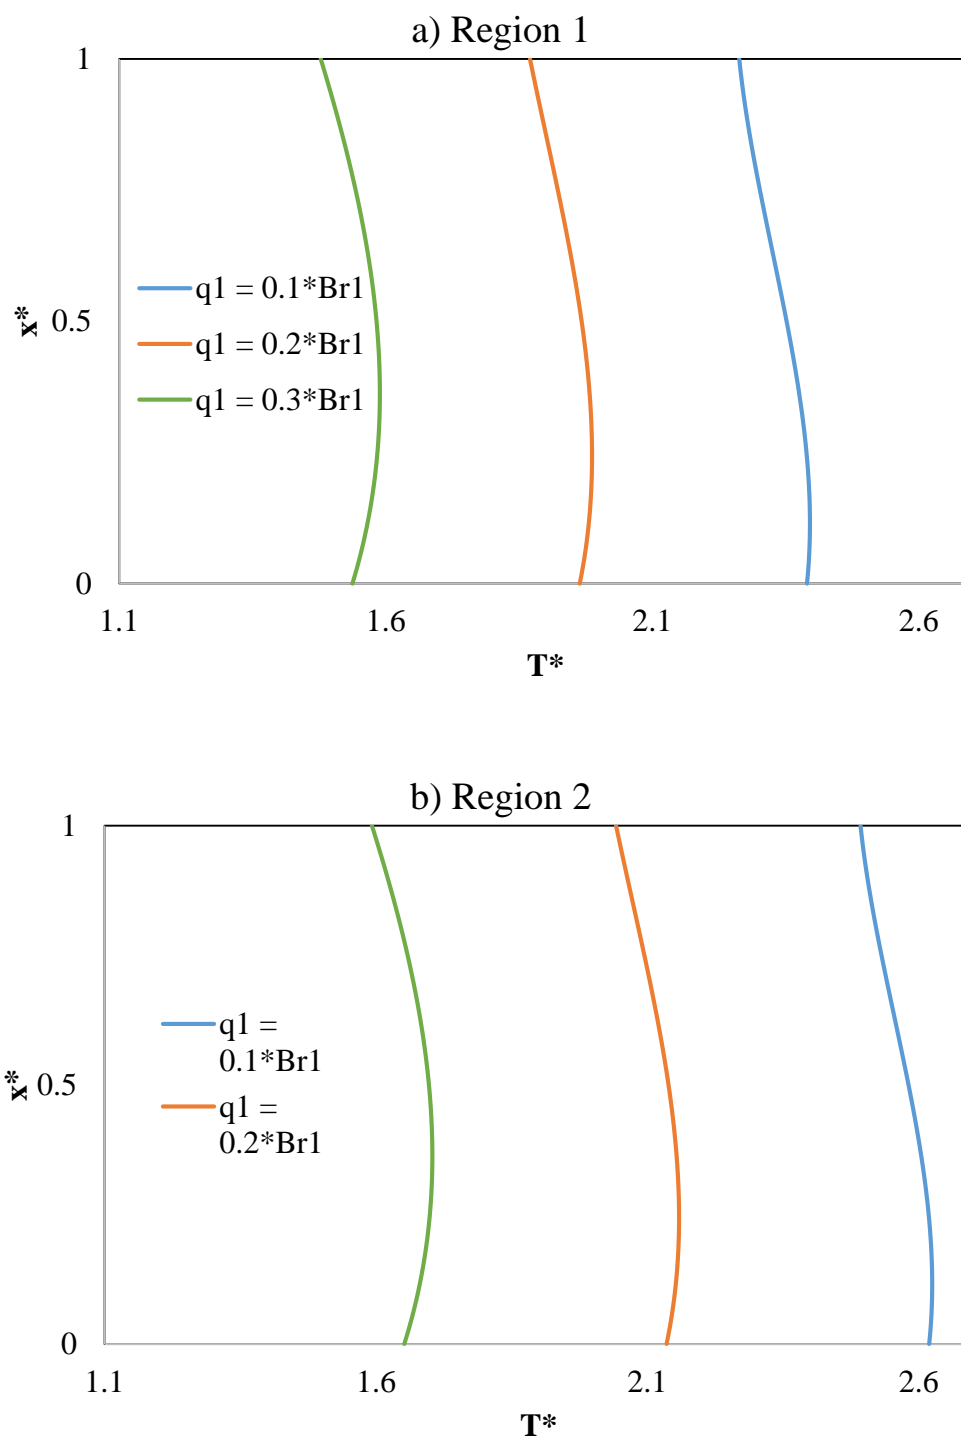 a) Region 1
1
x*
0.5
q1 = 0.1*Br1
q1 = 0.2*Br1
q1 = 0.3*Br1
0
1.1
1.6
2.1
2.6
T*
b) Region 2
1
x*
0.5
q1 =
0.1*Br1
q1 =
0.2*Br1
0
1.1
1.6
2.1
2.6
T*